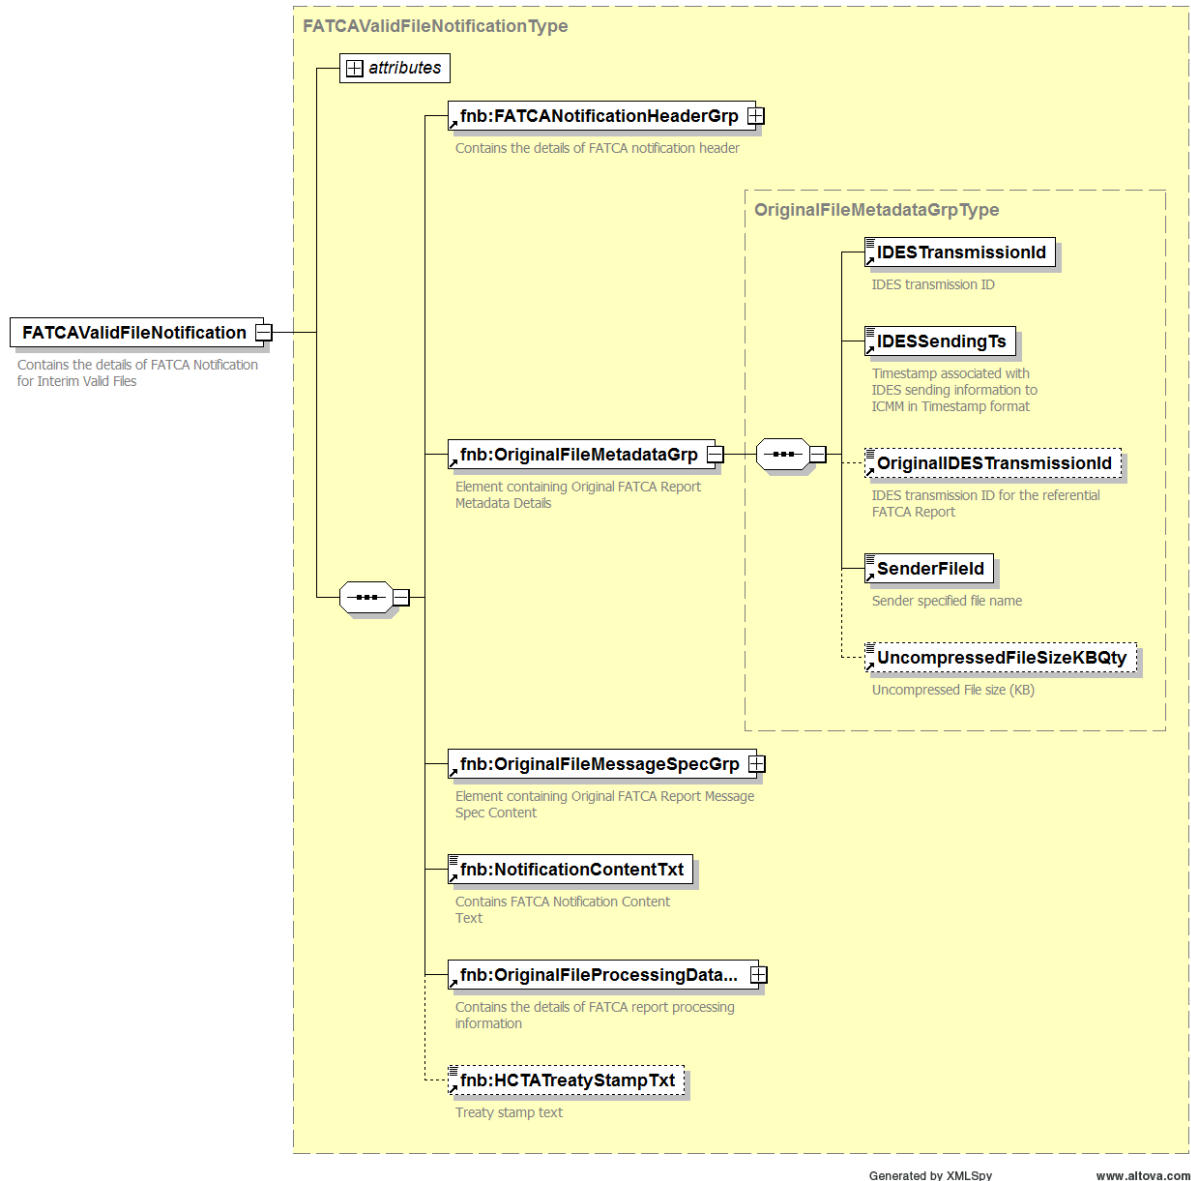 FATCAValidFileNotificationType
attributes
fnb:FATCANotificationHeaderGrp
Contains the details of FATCA notification header
OriginalFileMetadataGrpType
IDESTransmissionId
IDES transmission ID
FATCAValidFileNotification
Contains the details of FATCA Notification
for Interim Valid Files
IDESSendingTs
Timestamp associated with
IDES sending information to
ICMM in Timestamp format
fnb:OriginalFileMetadataGrp
Element containing Original FATCA Report
Metadata Details
OriginalIDESTransmissionId
IDES transmission ID for the referential
FATCA Report
SenderFileId
Sender specified file name
UncompressedFileSizeKBQty
Uncompressed File size (KB)
fnb:OriginalFileMessageSpecGrp
Element containing Original FATCA Report Message
Spec Content
fnb:NotificationContentTxt
Contains FATCA Notification Content
Text
fnb:OriginalFileProcessingData...
Contains the details of FATCA report processing
information
fnb:HCTATreatyStampTxt
Treaty stamp text
Generated by XMLSpy www.altova.com